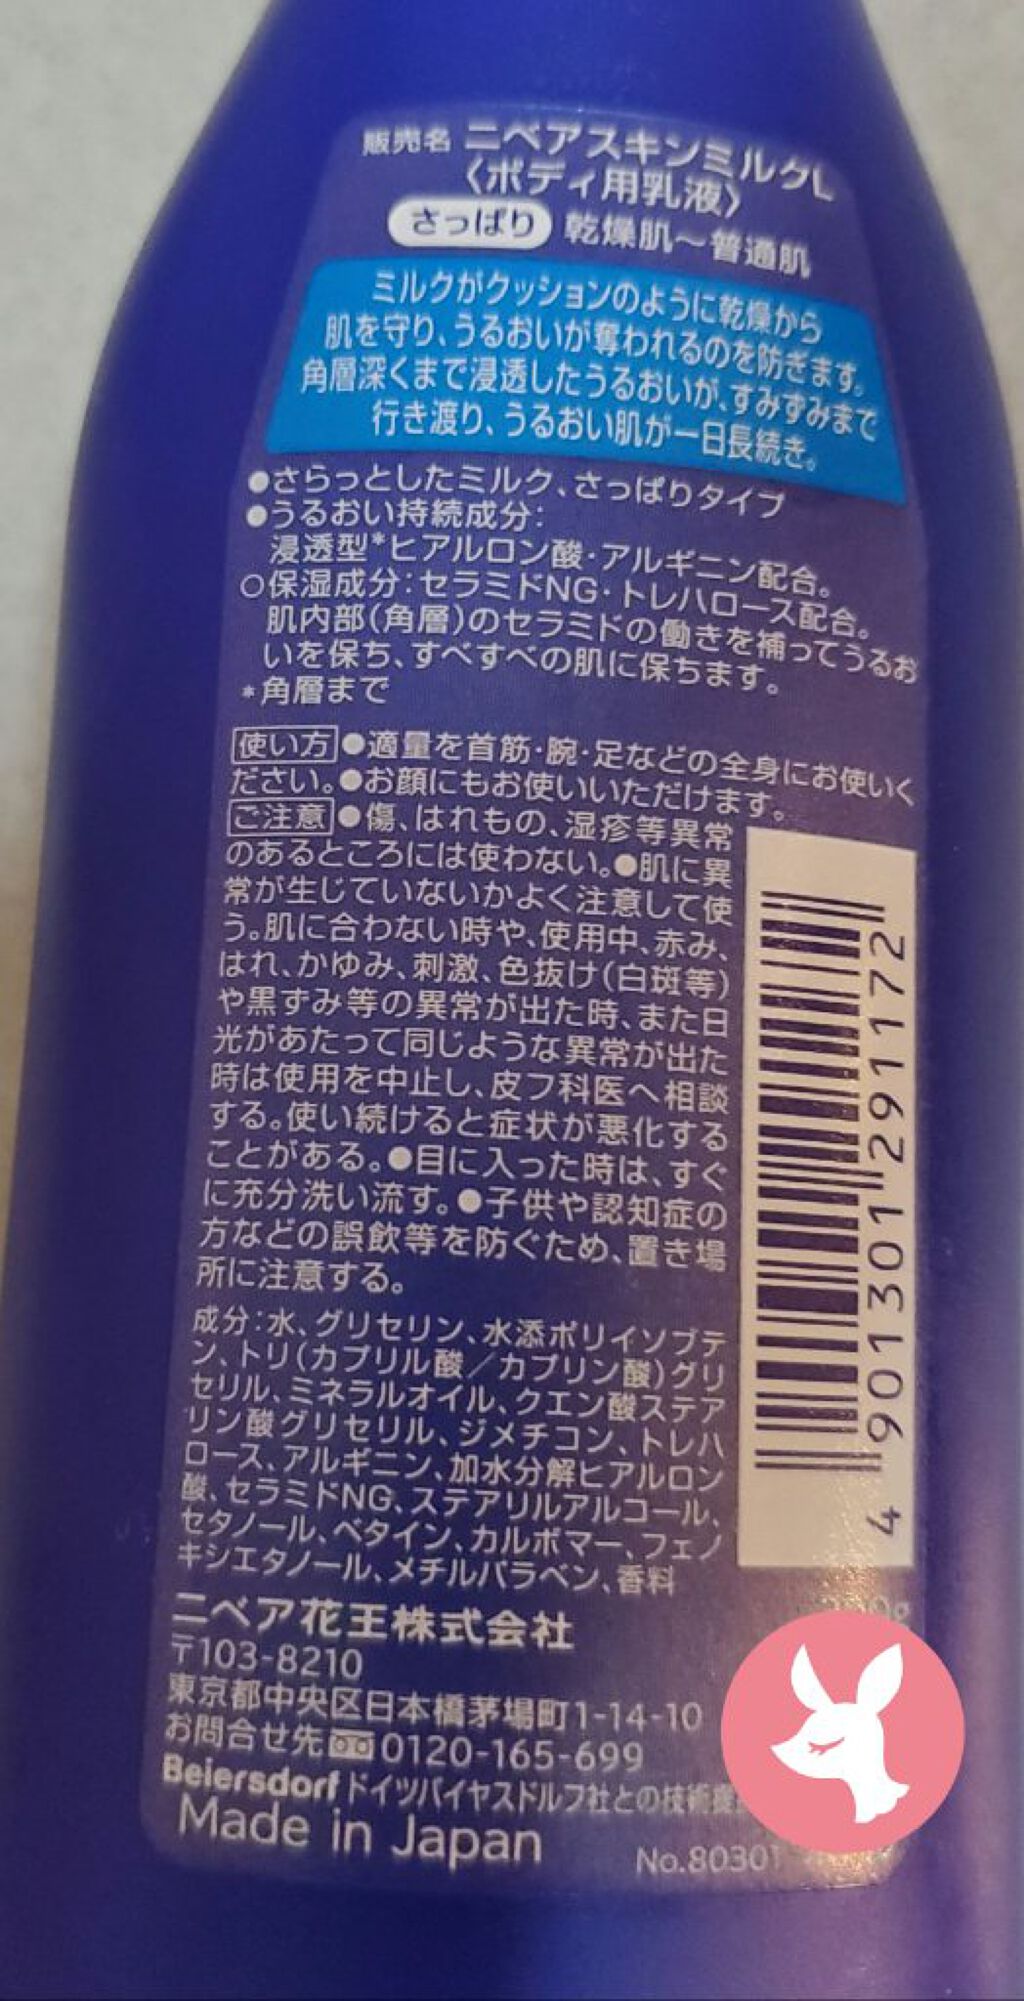 販売名 ニベアスキンミルクL
〈ボディ用乳液〉
さっぱり 乾燥肌～普通肌
ミルクがクッションのように乾燥から
肌を守り、うるおいが奪われるのを防ぎます。
角層深くまで浸透したうるおいが、すみずみまで
行き渡り、うるおい肌が一日長続き。
●さらっとしたミルク、さっぱりタイプ
●うるおい持続成分:
浸透型*ヒアルロン酸・アルギニン配合。
○保湿成分:セラミドNG・トレハロース配合。
肌内部(角層)のセラミドの働きを補ってうるお
いを保ち、すべすべの肌に保ちます。
*角層まで
使い方 ●適量を首筋・腕・足などの全身にお使いく
ださい。●お顔にもお使いいただけます。
ご注意 ●傷、はれもの、湿疹等異常
のあるところには使わない。●肌に異
常が生じていないかよく注意して使
う。肌に合わない時や、使用中、赤み、
はれ、かゆみ、刺激、色抜け(白斑等)
や黒ずみ等の異常が出た時、また日
光があたって同じような異常が出た
時は使用を中止し、皮フ科医へ相談
する。使い続けると症状が悪化する
ことがある。●目に入った時は、すぐ
に充分洗い流す。●子供や認知症の
方などの誤飲等を防ぐため、置き場
所に注意する。
成分:水、グリセリン、水添ポリイソブテ
ン、トリ(カプリル酸／カプリン酸)グリ
セリル、ミネラルオイル、クエン酸ステア
リン酸グリセリル、ジメチコン、トレハ
ロース、アルギニン、加水分解ヒアルロン
酸、セラミドNG、ステアリルアルコール、
セタノール、ベタイン、カルボマー、フェノ
キシエタノール、メチルパラベン、香料
4 901301 291172
ニベア花王株式会社
〒103-8210
東京都中央区日本橋茅場町1-14-10
お問合せ先 0120-165-699
Beiersdorf ドイツバイヤスドルフ社との技術提
Made in Japan
No.80301